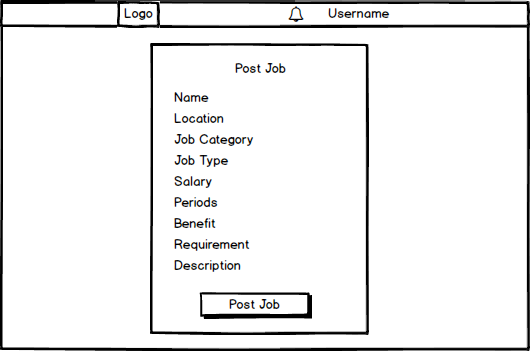 Logo Username
Post Job
Name
Location
Job Category
Job Type
Salary
Periods
Benefit
Requirement
Description
Post Job